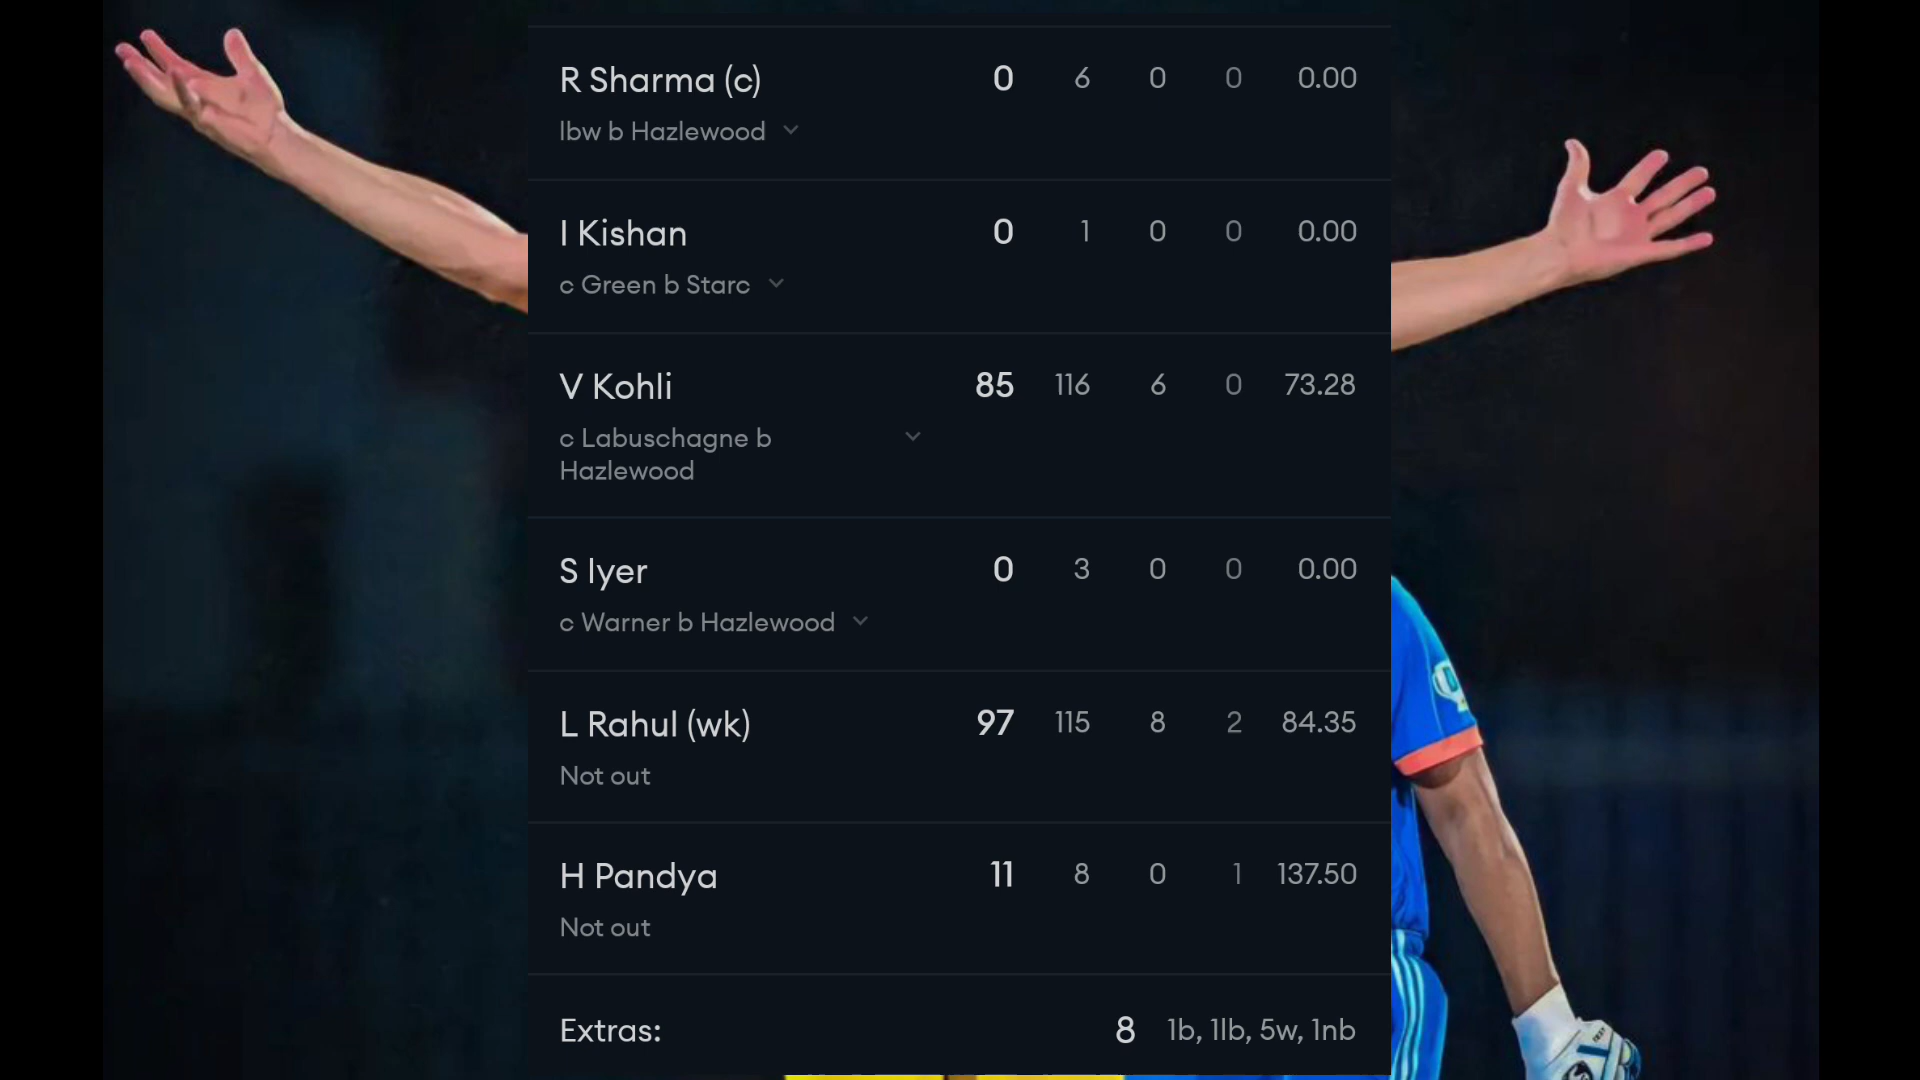 R Sharma (c) 0 6 0 0 0.00
lbw b Hazlewood
I Kishan 0 1 0 0 0.00
c Green b Starc
V Kohli 85 116 6 0 73.28
c Labuschagne b
Hazlewood
S Iyer 0 3 0 0 0.00
c Warner b Hazlewood
L Rahul (wk) 97 115 8 2 84.35
Not out
H Pandya 11 8 0 1 137.50
Not out
Extras: 8 1b, 1lb, 5w, 1nb